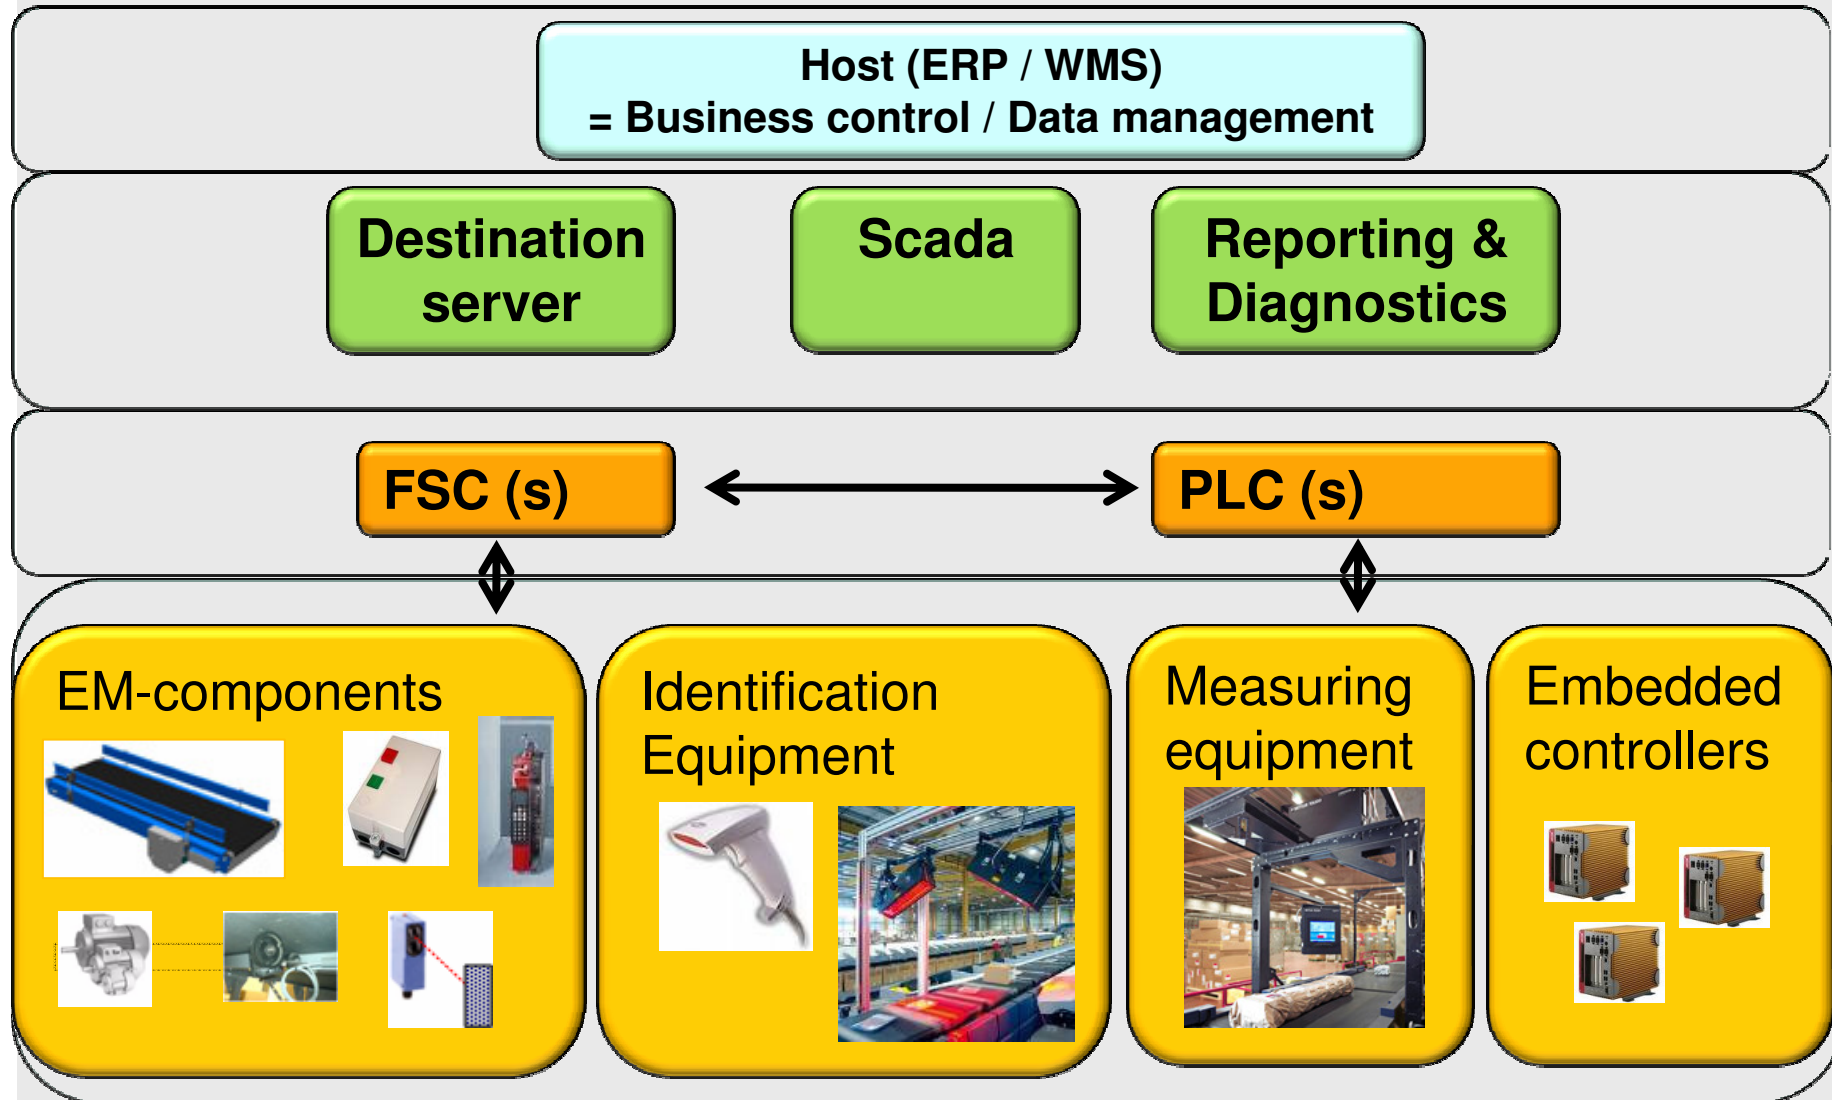 Host (ERP / WMS)
= Business control / Data management
Destination
server
Scada
Reporting &
Diagnostics
FSC (s)
PLC (s)
EM-components
Identification
Equipment
Measuring
equipment
Embedded
controllers